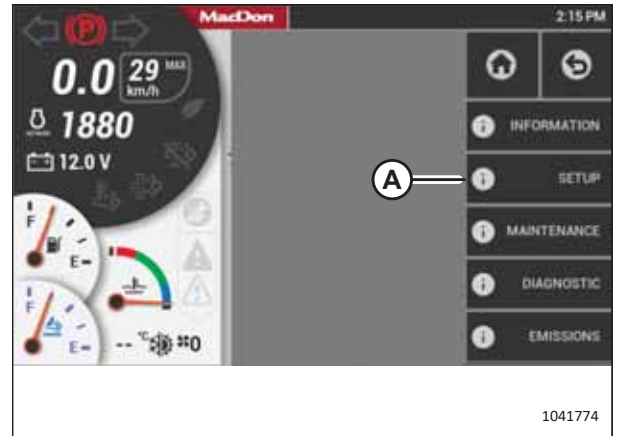 MacDon
2:15 PM
P
0.0
29 MAX
km/h
1880
12.0 V
F
E
F
E
-- °C
0
INFORMATION
SETUP
MAINTENANCE
DIAGNOSTIC
EMISSIONS
A
1041774